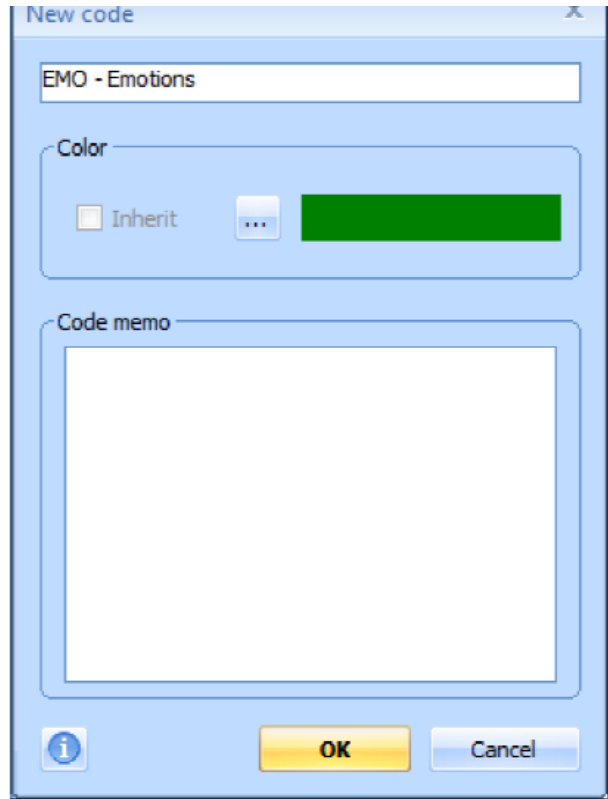 New code
x
EMO - Emotions
Color
Inherit
...
Code memo
i
OK
Cancel